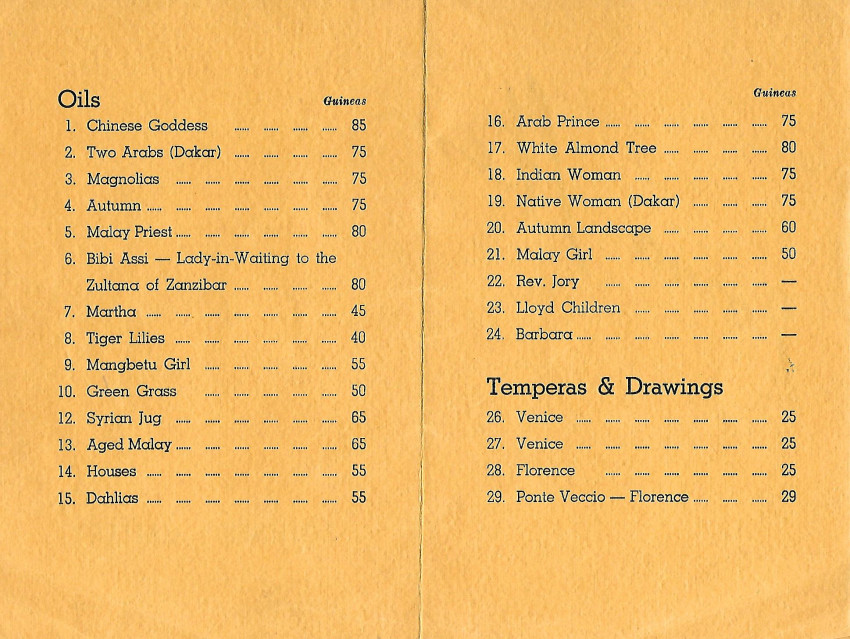 Oils Guineas
1. Chinese Goddess ...... ...... ...... ...... 85
2. Two Arabs (Dakar) ...... ...... ...... ...... 75
3. Magnolias ...... ...... ...... ...... ...... ...... 75
4. Autumn ...... ...... ...... ...... ...... ...... ...... 75
5. Malay Priest ...... ...... ...... ...... ...... ...... 80
6. Bibi Assi — Lady-in-Waiting to the
Zultana of Zanzibar ...... ...... ...... ...... 80
7. Martha ...... ...... ...... ...... ...... ...... ...... 45
8. Tiger Lilies ...... ...... ...... ...... ...... ...... 40
9. Mangbetu Girl ...... ...... ...... ...... ...... 55
10. Green Grass ...... ...... ...... ...... ...... 50
12. Syrian Jug ...... ...... ...... ...... ...... ...... 65
13. Aged Malay ...... ...... ...... ...... ...... ...... 65
14. Houses ...... ...... ...... ...... ...... ...... ...... 55
15. Dahlias ...... ...... ...... ...... ...... ...... ...... 55
Guineas
16. Arab Prince ...... ...... ...... ...... ...... ...... 75
17. White Almond Tree ...... ...... ...... ...... 80
18. Indian Woman ...... ...... ...... ...... ...... 75
19. Native Woman (Dakar) ...... ...... ...... 75
20. Autumn Landscape ...... ...... ...... ...... 60
21. Malay Girl ...... ...... ...... ...... ...... ...... 50
22. Rev. Jory ...... ...... ...... ...... ...... ...... —
23. Lloyd Children ...... ...... ...... ...... ...... —
24. Barbara ...... ...... ...... ...... ...... ...... ...... —
Temperas & Drawings
26. Venice ...... ...... ...... ...... ...... ...... ...... 25
27. Venice ...... ...... ...... ...... ...... ...... ...... 25
28. Florence ...... ...... ...... ...... ...... ...... 25
29. Ponte Veccio — Florence ...... ...... ...... 29